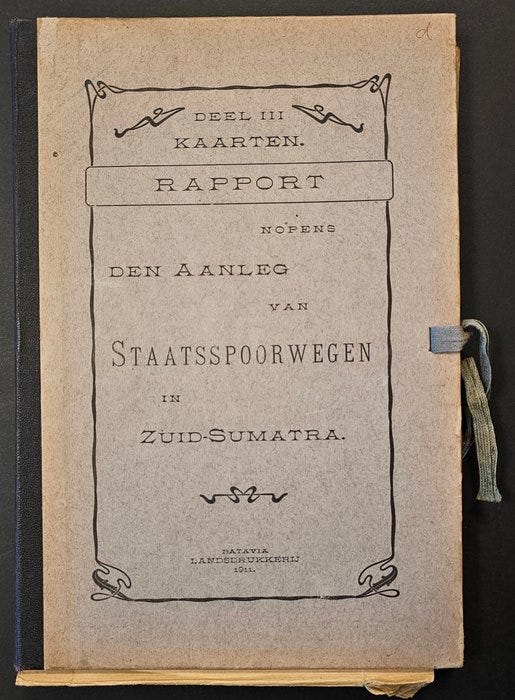 d
DEEL III
KAARTEN.
RAPPORT
NOPENS
DEN AANLEG
VAN
STAATSSPOORWEGEN
IN
ZUID-SUMATRA.
BATAVIA
LANDSDRUKKERIJ
1911.